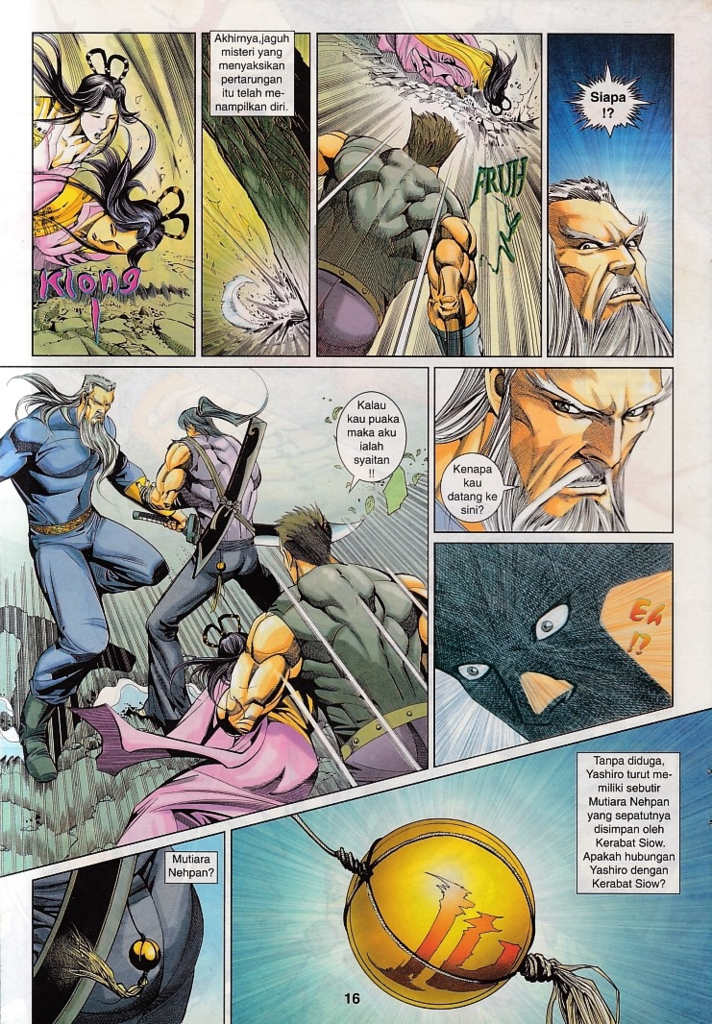 Klong
!
Akhirnya,jaguh
misteri yang
menyaksikan
pertarungan
itu telah me-
nampilkan diri.
PRUH
Siapa
!?
Kalau
kau puaka
maka aku
ialah
syaitan
!!
Kenapa
kau
datang ke
sini?
Eh
!?
Mutiara
Nehpan?
Tanpa diduga,
Yashiro turut me-
miliki sebutir
Mutiara Nehpan
yang sepatutnya
disimpan oleh
Kerabat Siow.
Apakah hubungan
Yashiro dengan
Kerabat Siow?
16